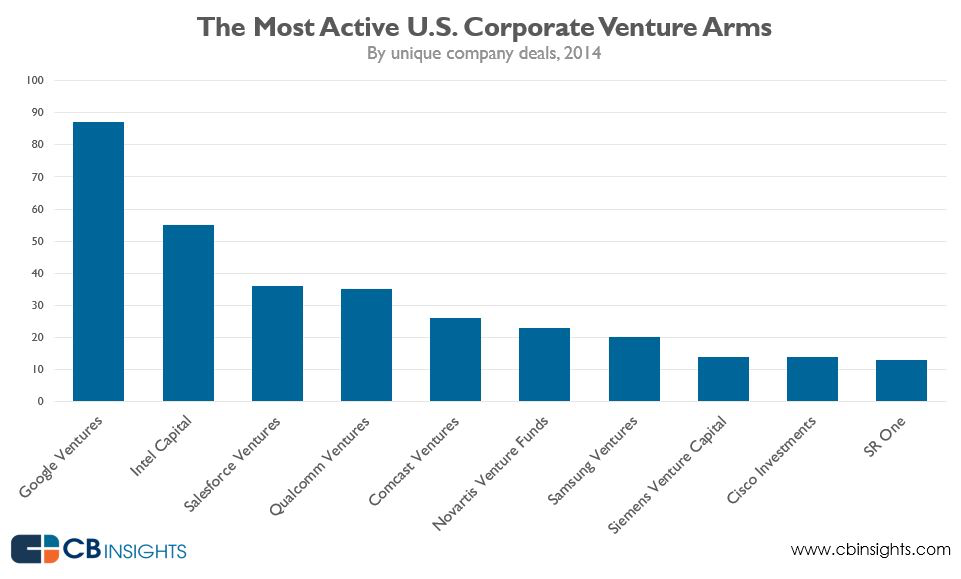 The Most Active U.S. Corporate Venture Arms
By unique company deals, 2014
100
90
80
70
60
50
40
30
20
10
0
Google Ventures
Intel Capital
Salesforce Ventures
Qualcomm Ventures
Comcast Ventures
Novartis Venture Funds
Samsung Ventures
Siemens Venture Capital
Cisco Investments
SR One
CBINSIGHTS
www.cbinsights.com